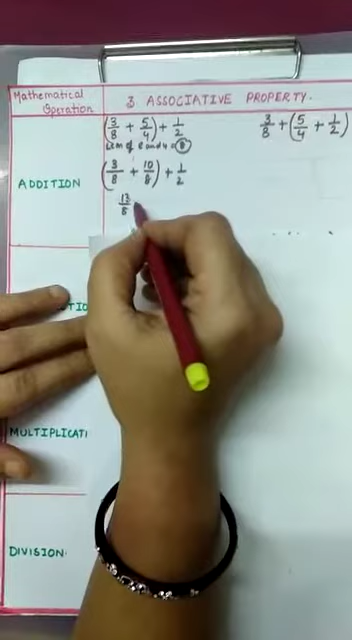 Mathematical Operation
3 ASSOCIATIVE PROPERTY.
ADDITION
(3/8 + 5/4) + 1/2
LCM of 8 and 4 = 8
(3/8 + 10/8) + 1/2
13/8
3/8 + (5/4 + 1/2)
TIO
MULTIPLICATI
DIVISION